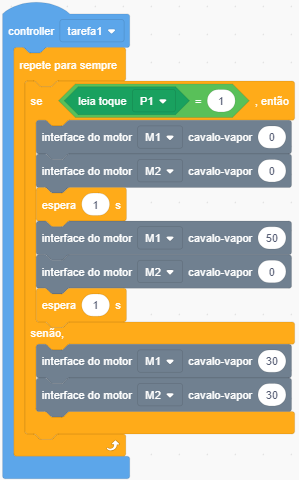 controller tarefa1
repete para sempre
se leia toque P1 = 1 , então
interface do motor M1 cavalo-vapor 0
interface do motor M2 cavalo-vapor 0
espera 1 s
interface do motor M1 cavalo-vapor 50
interface do motor M2 cavalo-vapor 0
espera 1 s
senão,
interface do motor M1 cavalo-vapor 30
interface do motor M2 cavalo-vapor 30